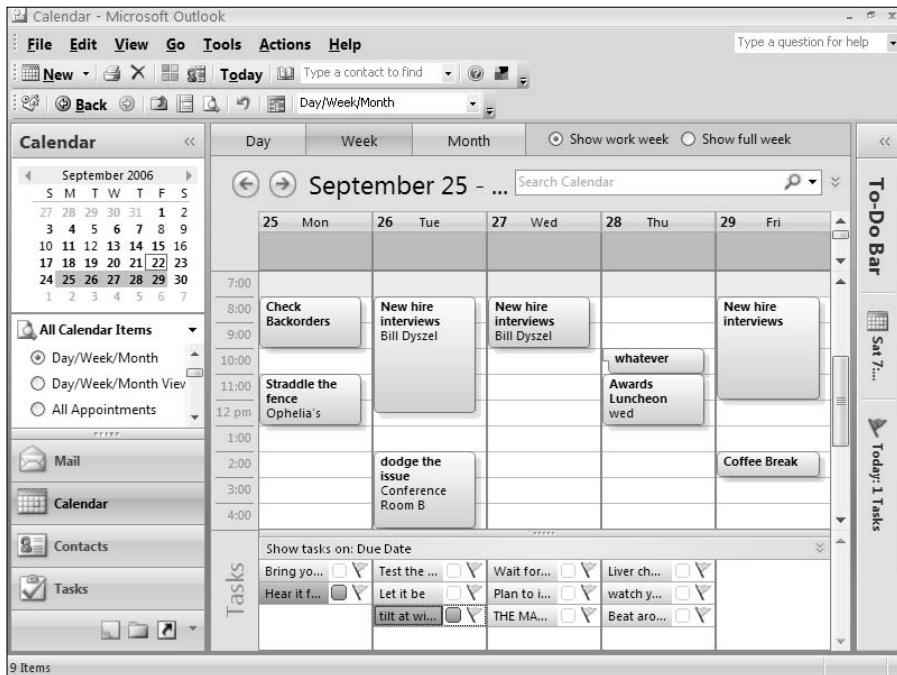 Calendar - Microsoft Outlook
File Edit View Go Tools Actions Help
Type a question for help
New Today Type a contact to find
Back Day/Week/Month
Calendar
Day Week Month Show work week Show full week
September 2006
S M T W T F S
27 28 29 30 31 1 2
3 4 5 6 7 8 9
10 11 12 13 14 15 16
17 18 19 20 21 22 23
24 25 26 27 28 29 30
1 2 3 4 5 6 7
September 25 - ... Search Calendar
25 Mon 26 Tue 27 Wed 28 Thu 29 Fri
All Calendar Items
Day/Week/Month
Day/Week/Month View
All Appointments
Mail
Calendar
Contacts
Tasks
7:00
8:00
9:00
10:00
11:00
12 pm
1:00
2:00
3:00
4:00
Check
Backorders
Straddle the
fence
Ophelia's
New hire
interviews
Bill Dyszel
dodge the
issue
Conference
Room B
New hire
interviews
Bill Dyszel
whatever
Awards
Luncheon
wed
New hire
interviews
Coffee Break
Tasks
Show tasks on: Due Date
Bring yo... Test the ... Wait for... Liver ch...
Hear it f... Let it be Plan to i... watch y...
tilt at wi... THE MA... Beat aro...
To-Do Bar
Sat 7:...
Today: 1 Tasks
9 Items